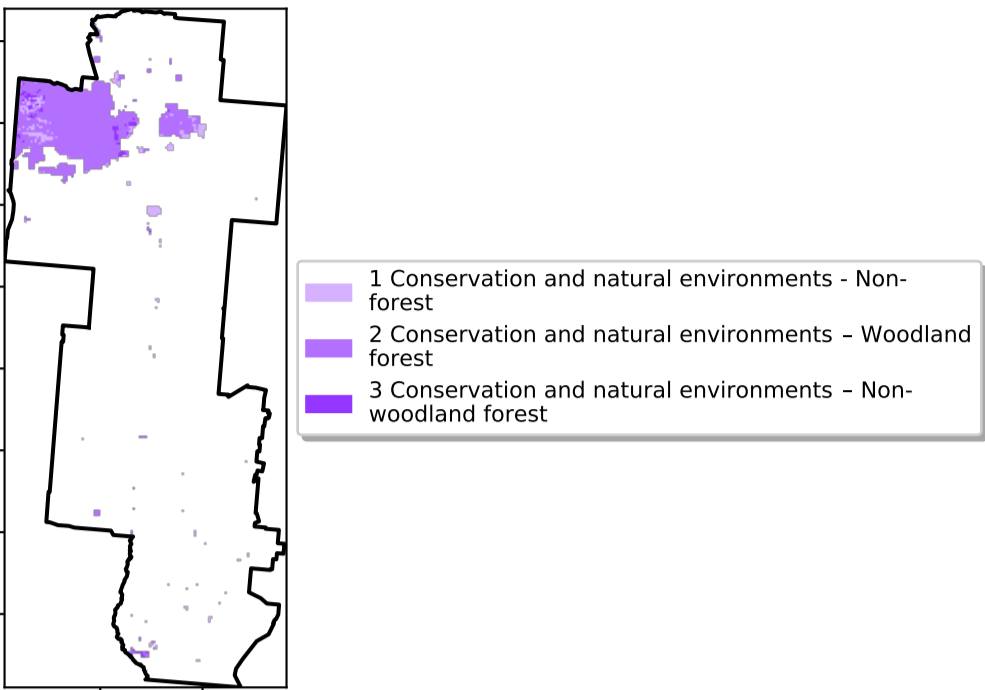 1 Conservation and natural environments - Non-
forest
2 Conservation and natural environments – Woodland
forest
3 Conservation and natural environments – Non-
woodland forest